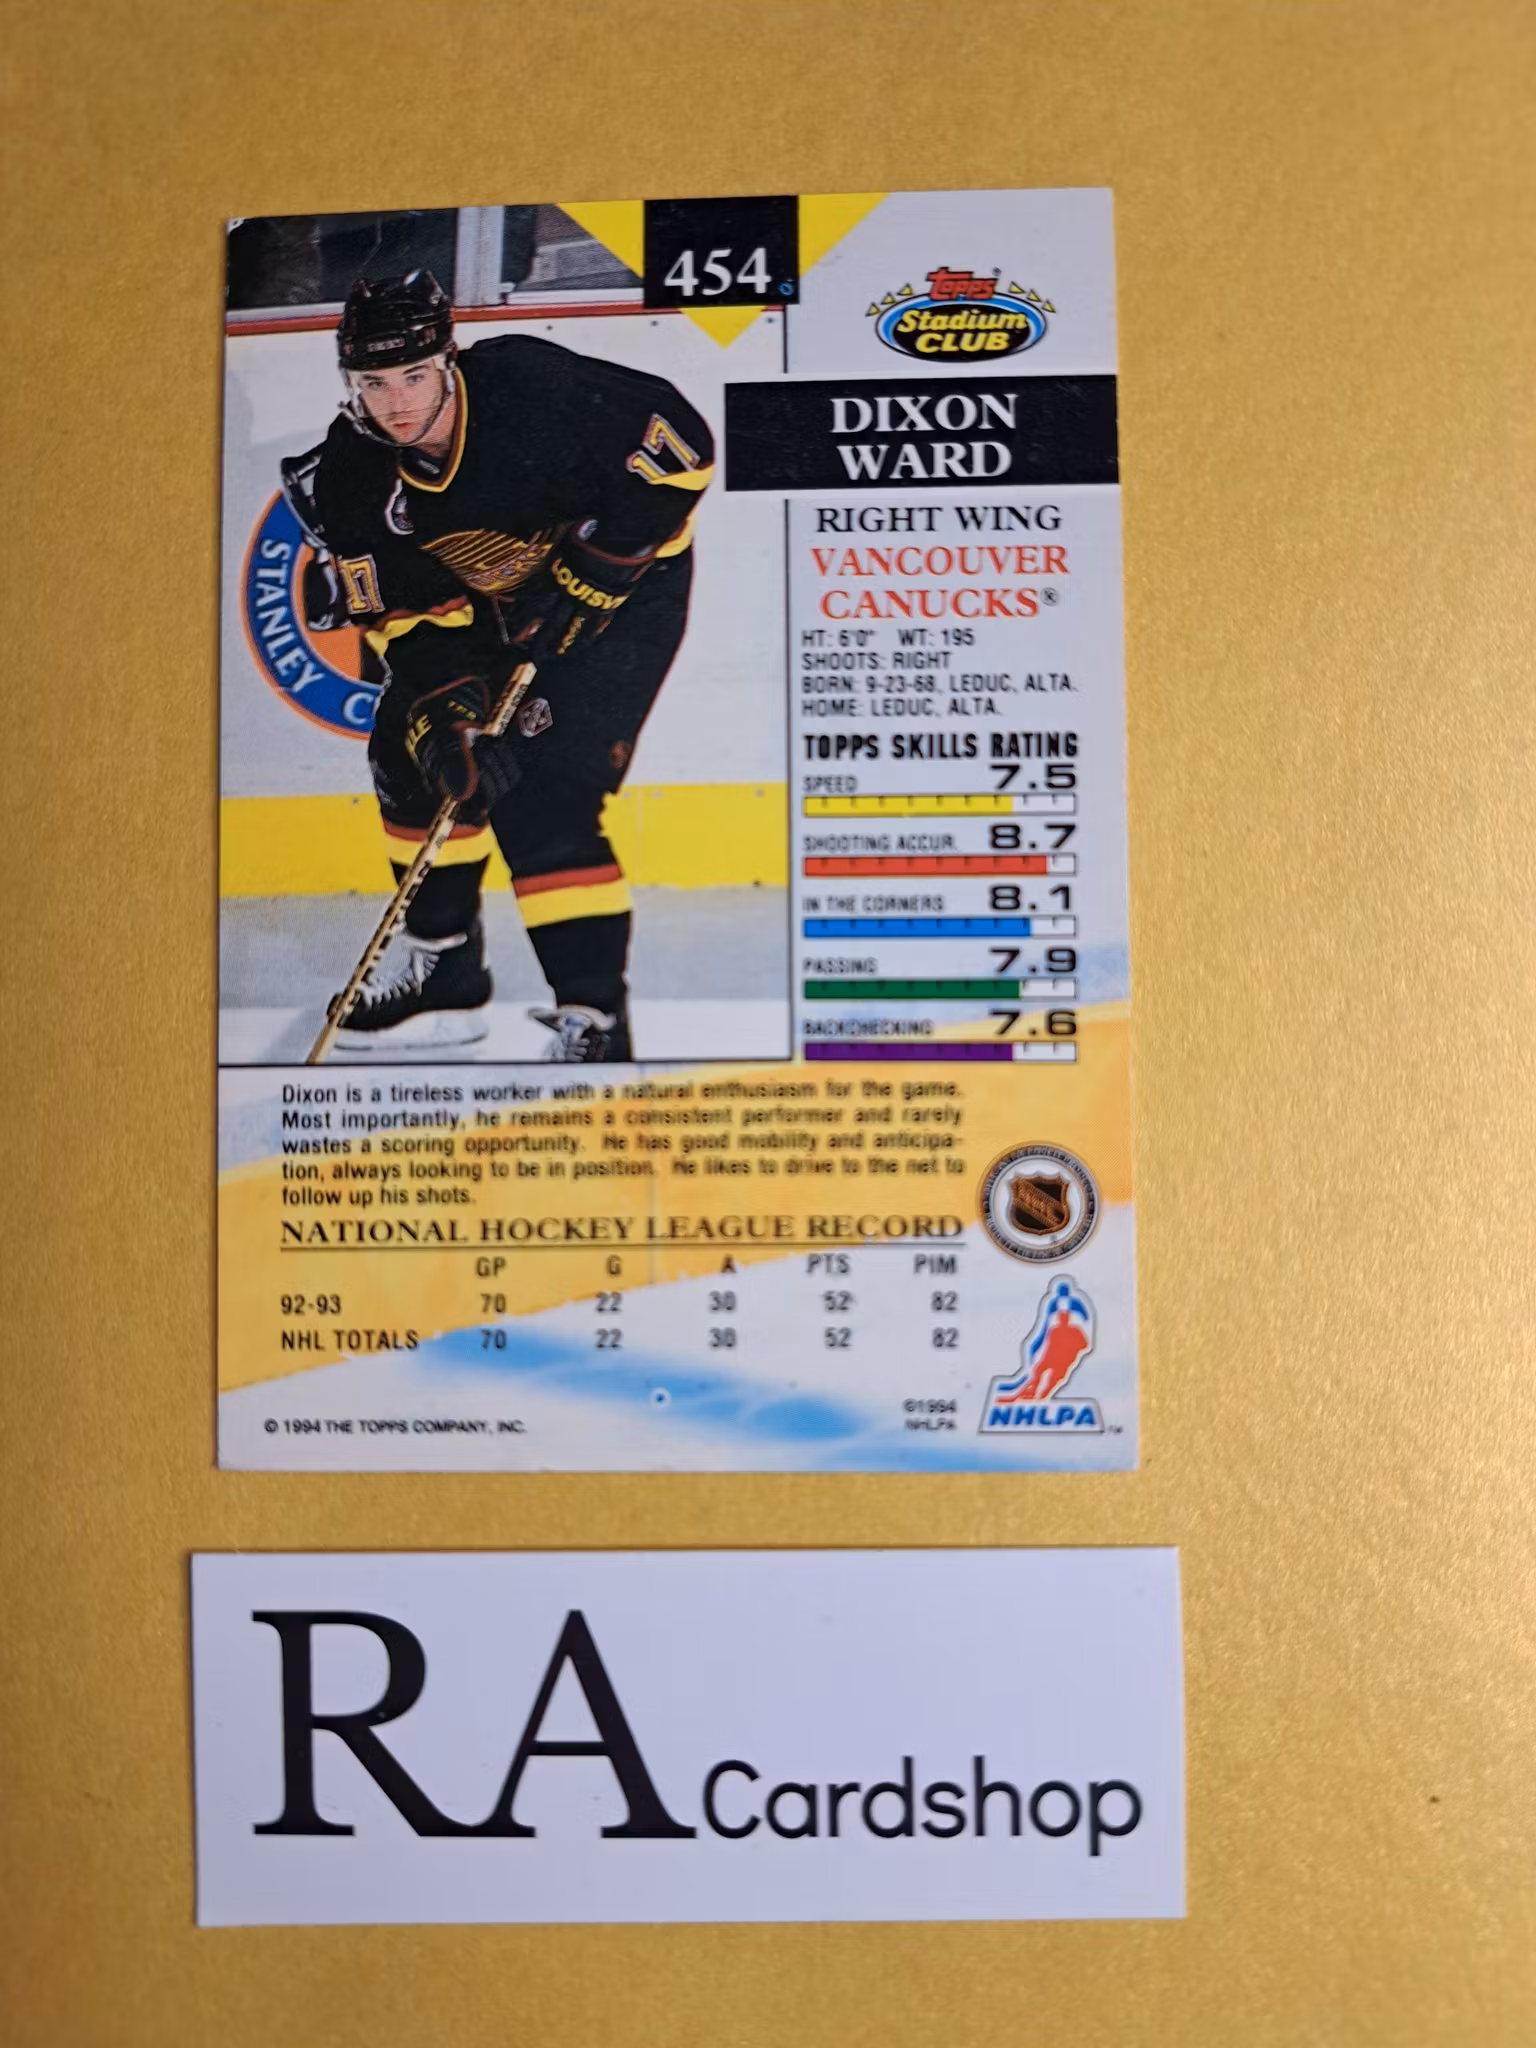 454
Topps
Stadium
CLUB
DIXON
WARD
RIGHT WING
VANCOUVER
CANUCKS®
HT: 6'0" WT: 195
SHOOTS: RIGHT
BORN: 9-23-68, LEDUC, ALTA.
HOME: LEDUC, ALTA.
TOPPS SKILLS RATING
SPEED 7.5
SHOOTING ACCUR. 8.7
IN THE CORNERS 8.1
PASSING 7.9
BACKCHECKING 7.6
17
17
LOUISV
STANLEY C
Dixon is a tireless worker with a natural enthusiasm for the game.
Most importantly, he remains a consistent performer and rarely
wastes a scoring opportunity. He has good mobility and anticipa-
tion, always looking to be in position. He likes to drive to the net to
follow up his shots.
NATIONAL HOCKEY LEAGUE RECORD
GP G A PTS PIM
92-93 70 22 30 52 82
NHL TOTALS 70 22 30 52 82
© 1994 THE TOPPS COMPANY, INC.
©1994
NHLPA
NHLPA™
RA Cardshop